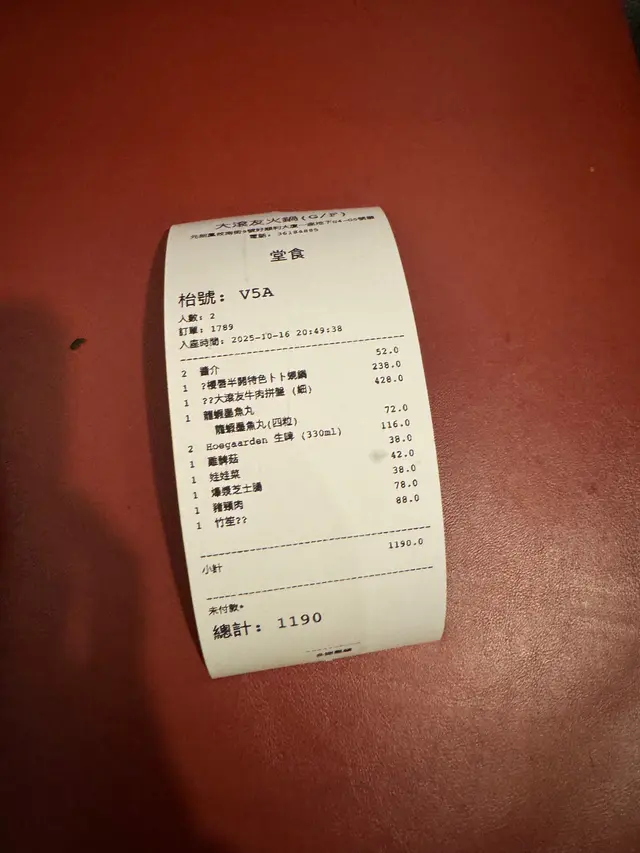 大滾友火鍋(G/F)
電話: 36188885
堂食
枱號: V5A
人數: 2
訂單: 1789
入座時間: 2025-10-16 20:49:38
2 醬介 52.0
1 ?櫻唇半開特色卜卜蜆鍋 238.0
1 ??大滾友牛肉拼盤 (細) 428.0
1 龍蝦墨魚丸
龍蝦墨魚丸(四粒) 72.0
2 Hoegaarden 生啤 (330ml) 116.0
1 雞髀菇 38.0
1 娃娃菜 42.0
1 爆漿芝士腸 38.0
1 豬頸肉 78.0
1 竹笙?? 88.0
小計 1190.0
未付款*
總計: 1190